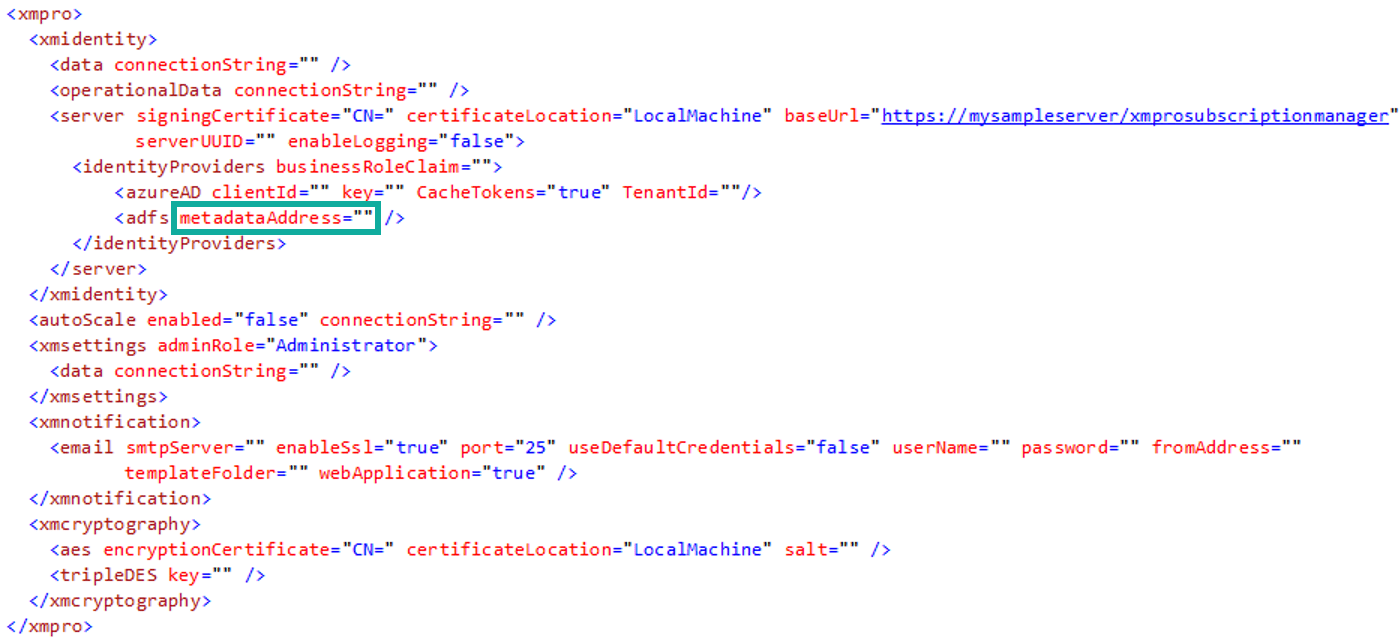 <xmpro>
<xmidentity>
<data connectionString="" />
<operationalData connectionString="" />
<server signingCertificate="CN=" certificateLocation="LocalMachine" baseUrl="https://mysampleserver/xmprosubscriptionmanager"
serverUUID="" enableLogging="false">
<identityProviders businessRoleClaim="">
<azureAD clientId="" key="" CacheTokens="true" TenantId=""/>
<adfs metadataAddress="" />
</identityProviders>
</server>
</xmidentity>
<autoScale enabled="false" connectionString="" />
<xmsettings adminRole="Administrator">
<data connectionString="" />
</xmsettings>
<xmnotification>
<email smtpServer="" enableSsl="true" port="25" useDefaultCredentials="false" userName="" password="" fromAddress=""
templateFolder="" webApplication="true" />
</xmnotification>
<xmcryptography>
<aes encryptionCertificate="CN=" certificateLocation="LocalMachine" salt="" />
<tripleDES key="" />
</xmcryptography>
</xmpro>